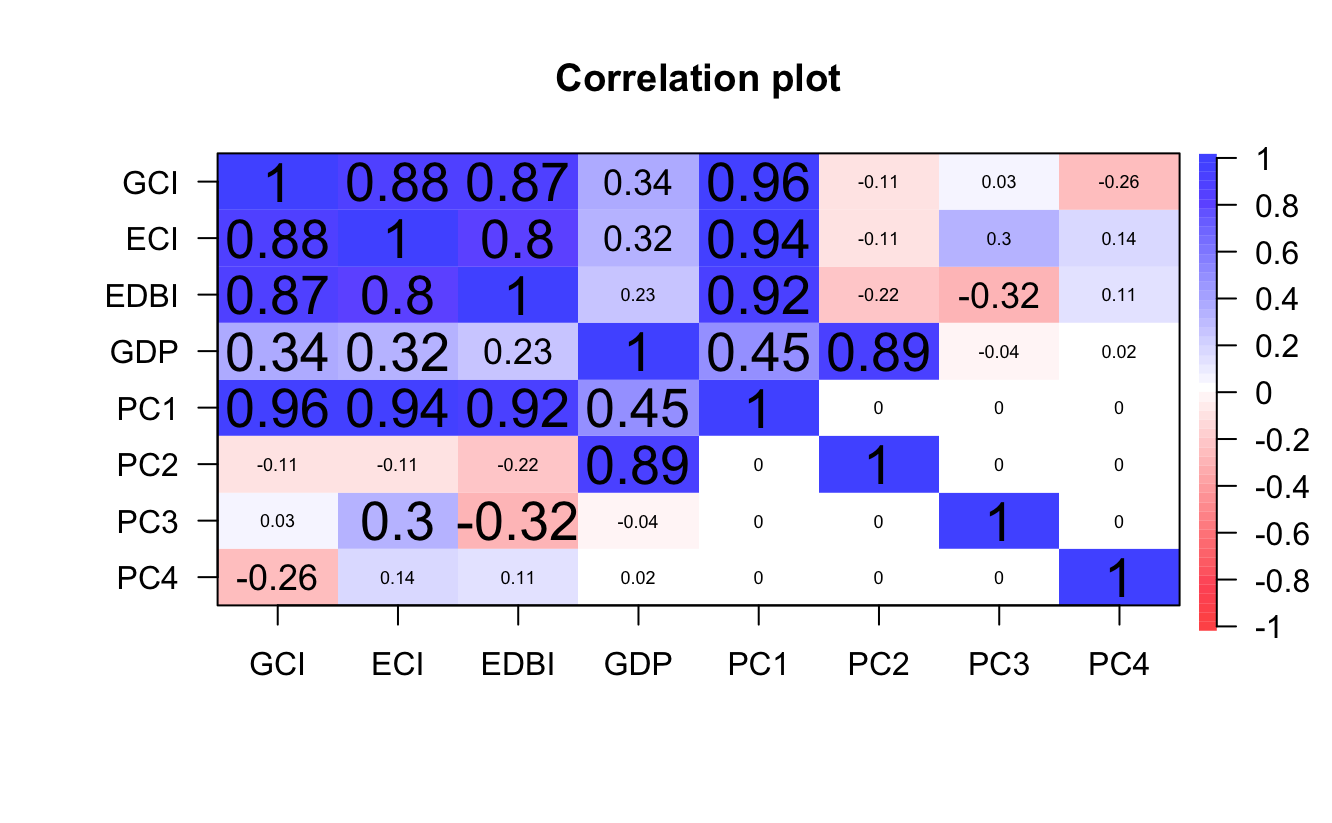 Correlation plot
GCI 1 0.88 0.87 0.34 0.96 -0.11 0.03 -0.26
ECI 0.88 1 0.8 0.32 0.94 -0.11 0.3 0.14
EDBI 0.87 0.8 1 0.23 0.92 -0.22 -0.32 0.11
GDP 0.34 0.32 0.23 1 0.45 0.89 -0.04 0.02
PC1 0.96 0.94 0.92 0.45 1 0 0 0
PC2 -0.11 -0.11 -0.22 0.89 0 1 0 0
PC3 0.03 0.3 -0.32 -0.04 0 0 1 0
PC4 -0.26 0.14 0.11 0.02 0 0 0 1
GCI ECI EDBI GDP PC1 PC2 PC3 PC4
1
0.8
0.6
0.4
0.2
0
-0.2
-0.4
-0.6
-0.8
-1